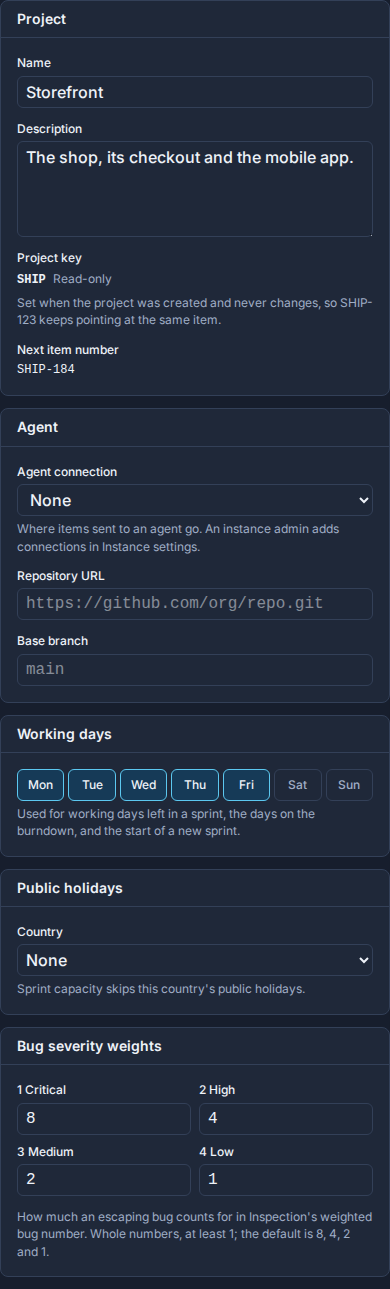 Project
Name
Storefront
Description
The shop, its checkout and the mobile app.
Project key
SHIP Read-only
Set when the project was created and never changes, so SHIP-
123 keeps pointing at the same item.
Next item number
SHIP-184
Agent
Agent connection
None
Where items sent to an agent go. An instance admin adds
connections in Instance settings.
Repository URL
https://github.com/org/repo.git
Base branch
main
Working days
Mon Tue Wed Thu Fri Sat Sun
Used for working days left in a sprint, the days on the
burndown, and the start of a new sprint.
Public holidays
Country
None
Sprint capacity skips this country's public holidays.
Bug severity weights
1 Critical 2 High
8 4
3 Medium 4 Low
2 1
How much an escaping bug counts for in Inspection's weighted
bug number. Whole numbers, at least 1; the default is 8, 4, 2
and 1.